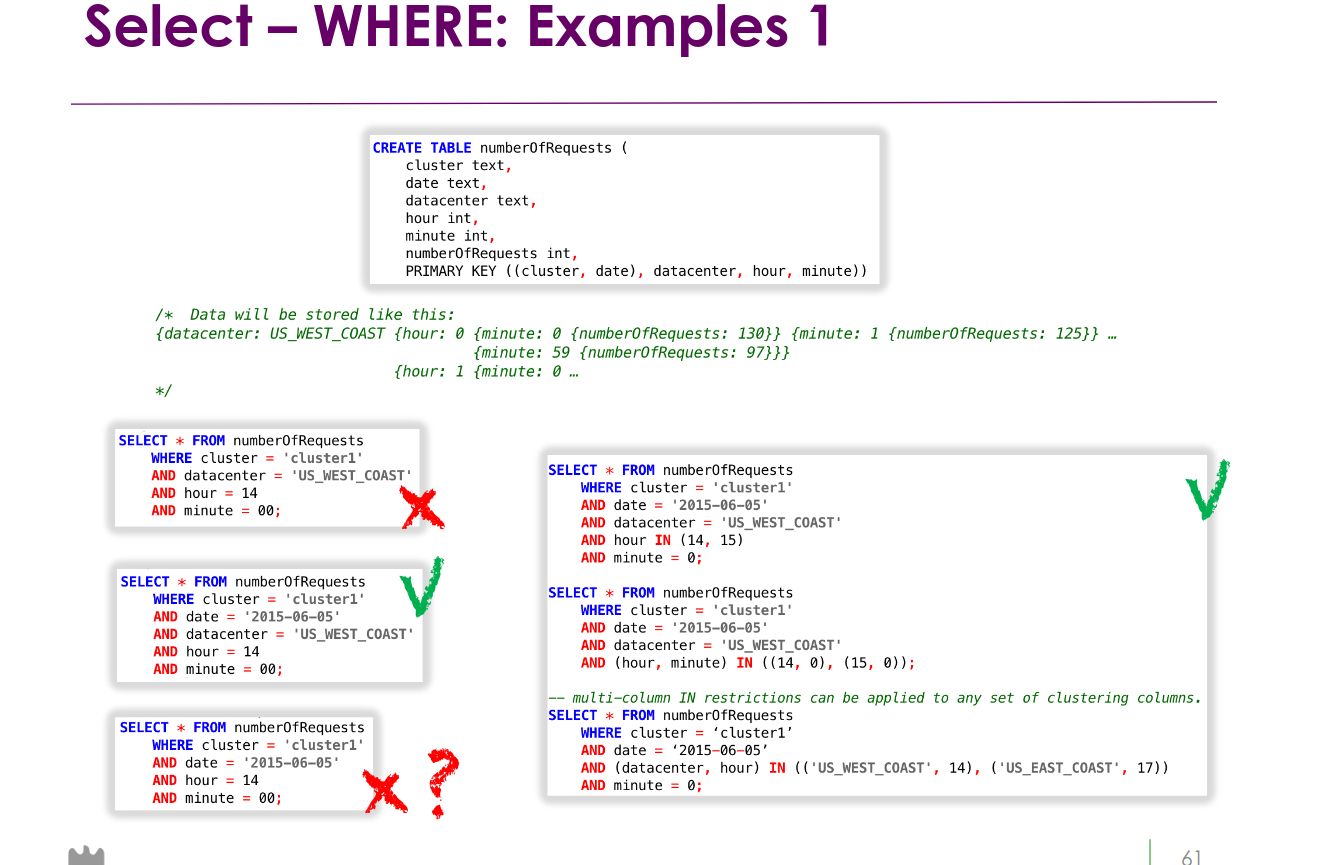 Select – WHERE: Examples 1
CREATE TABLE numberOfRequests (
    cluster text,
    date text,
    datacenter text,
    hour int,
    minute int,
    numberOfRequests int,
    PRIMARY KEY ((cluster, date), datacenter, hour, minute))
/*  Data will be stored like this:
{datacenter: US_WEST_COAST {hour: 0 {minute: 0 {numberOfRequests: 130}} {minute: 1 {numberOfRequests: 125}} …
{minute: 59 {numberOfRequests: 97}}}
{hour: 1 {minute: 0 …
*/
SELECT * FROM numberOfRequests
    WHERE cluster = 'cluster1'
    AND datacenter = 'US_WEST_COAST'
    AND hour = 14
    AND minute = 00;
SELECT * FROM numberOfRequests
    WHERE cluster = 'cluster1'
    AND date = '2015-06-05'
    AND datacenter = 'US_WEST_COAST'
    AND hour = 14
    AND minute = 00;
SELECT * FROM numberOfRequests
    WHERE cluster = 'cluster1'
    AND date = '2015-06-05'
    AND hour = 14
    AND minute = 00;
?
SELECT * FROM numberOfRequests
    WHERE cluster = 'cluster1'
    AND date = '2015-06-05'
    AND datacenter = 'US_WEST_COAST'
    AND hour IN (14, 15)
    AND minute = 0;
SELECT * FROM numberOfRequests
    WHERE cluster = 'cluster1'
    AND date = '2015-06-05'
    AND datacenter = 'US_WEST_COAST'
    AND (hour, minute) IN ((14, 0), (15, 0));
-- multi-column IN restrictions can be applied to any set of clustering columns.
SELECT * FROM numberOfRequests
    WHERE cluster = ‘cluster1’
    AND date = ‘2015-06-05’
    AND (datacenter, hour) IN (('US_WEST_COAST', 14), ('US_EAST_COAST', 17))
    AND minute = 0;
61